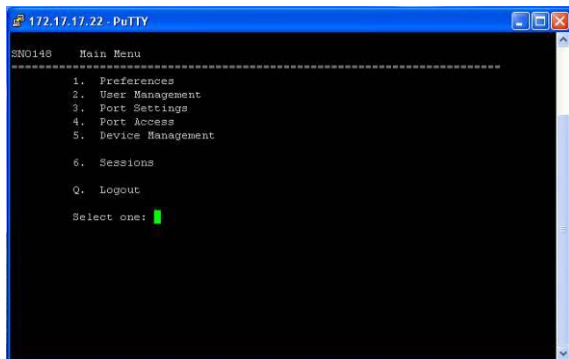 172.17.17.22 - PuTTY
SN0148 Main Menu
1. Preferences
2. User Management
3. Port Settings
4. Port Access
5. Device Management
6. Sessions
Q. Logout
Select one: